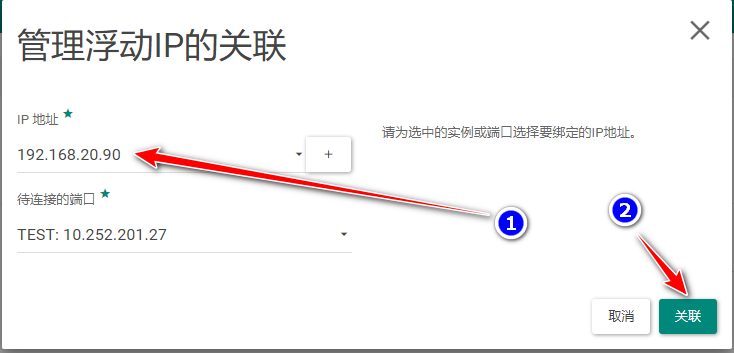 管理浮动IP的关联
IP 地址 ★
请为选中的实例或端口选择要绑定的IP地址。
192.168.20.90
+
待连接的端口 ★
1
2
TEST: 10.252.201.27
取消
关联